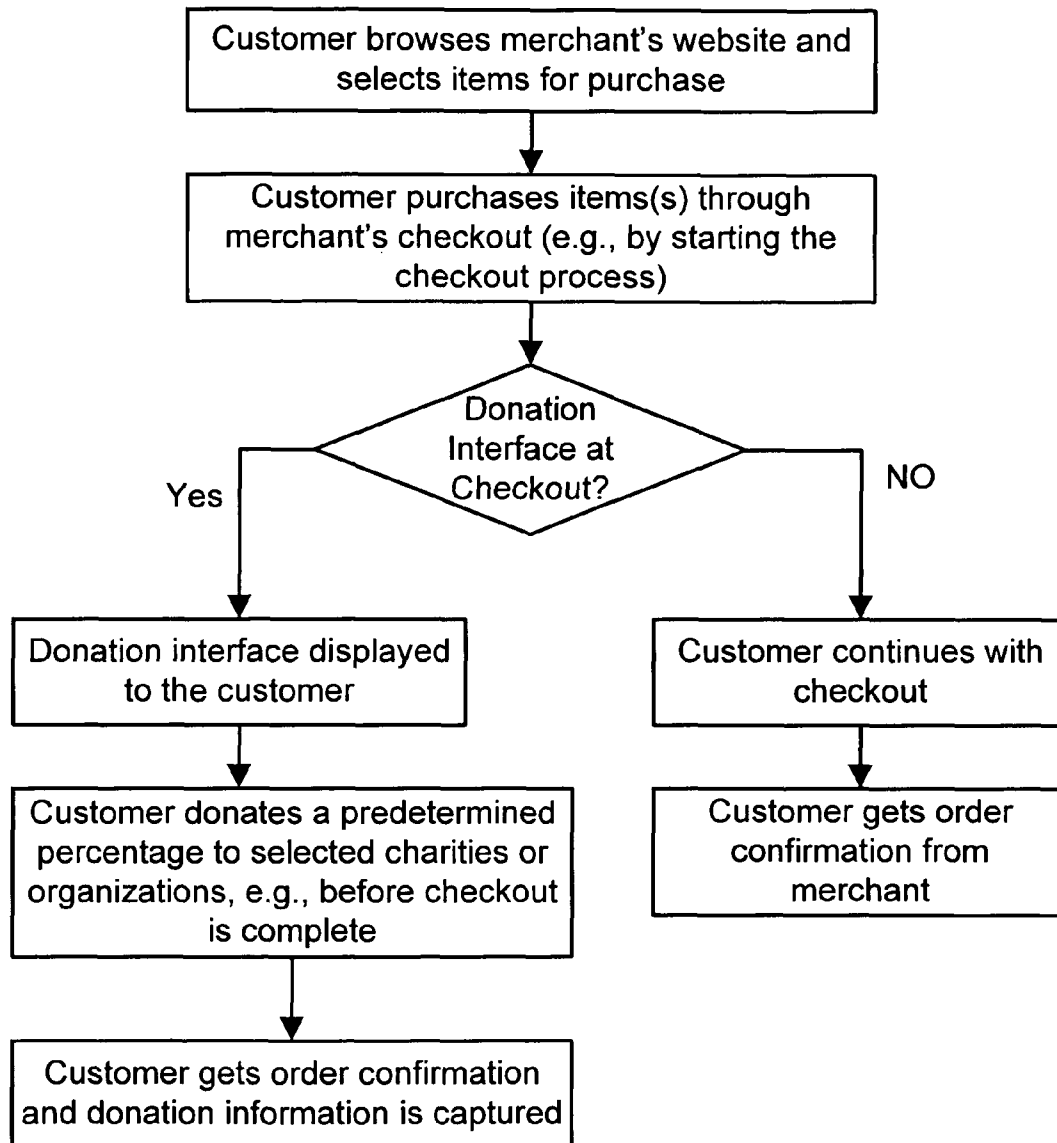 Customer browses merchant's website and
selects items for purchase
Customer purchases items(s) through
merchant's checkout (e.g., by starting the
checkout process)
Donation
Interface at
Checkout?
Yes
NO
Donation interface displayed
to the customer
Customer continues with
checkout
Customer donates a predetermined
percentage to selected charities or
organizations, e.g., before checkout
is complete
Customer gets order
confirmation from
merchant
Customer gets order confirmation
and donation information is captured